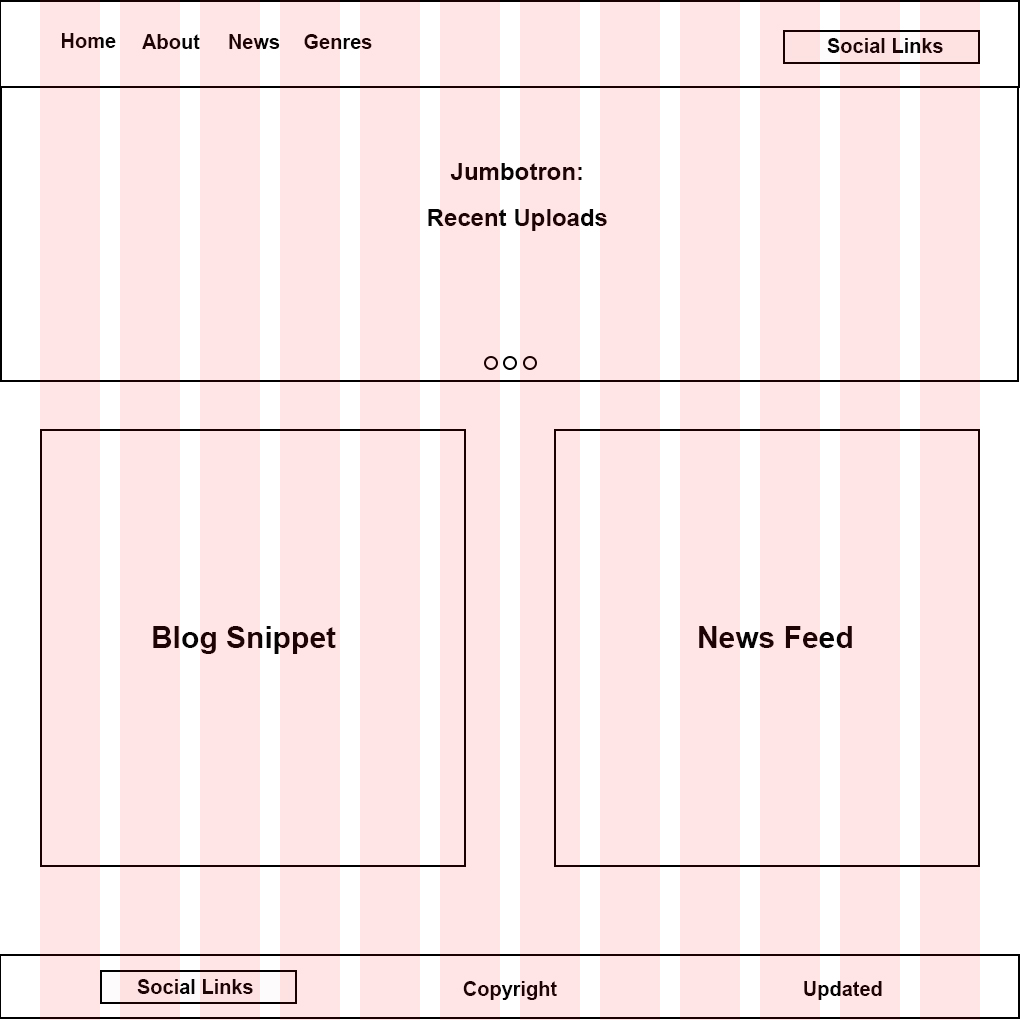 Home About News Genres Social Links
Jumbotron:
Recent Uploads
Blog Snippet News Feed
Social Links Copyright Updated